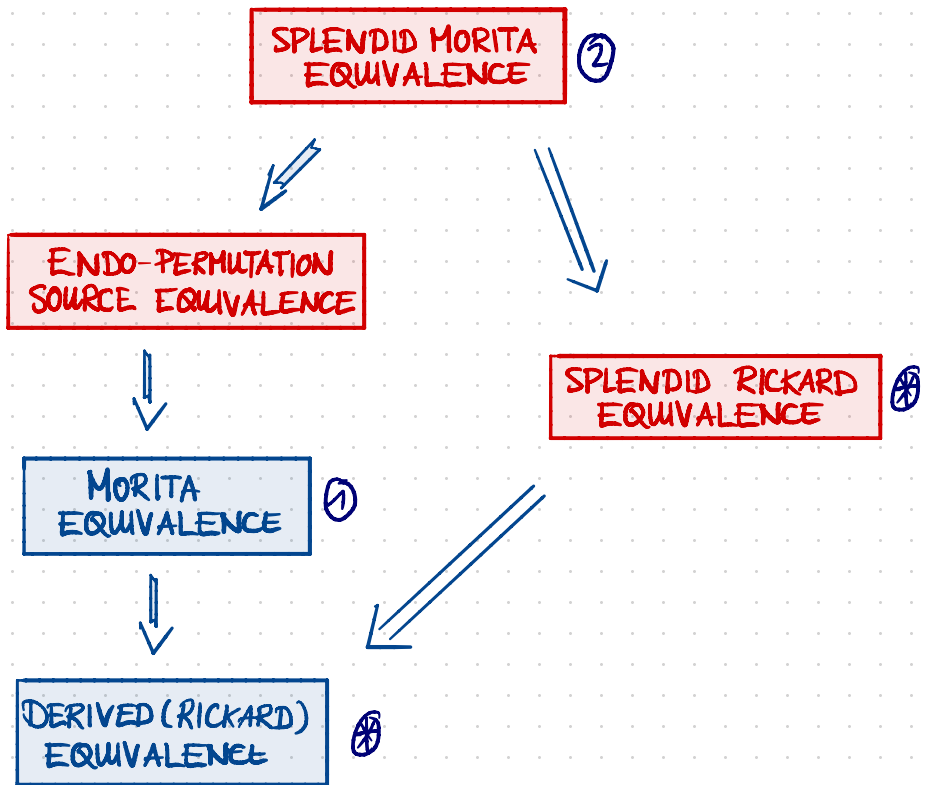 SPLENDID MORITA
EQUIVALENCE
2
ENDO-PERMUTATION
SOURCE EQUIVALENCE
SPLENDID RICKARD
EQUIVALENCE
*
MORITA
EQUIVALENCE
1
DERIVED (RICKARD)
EQUIVALENCE
*